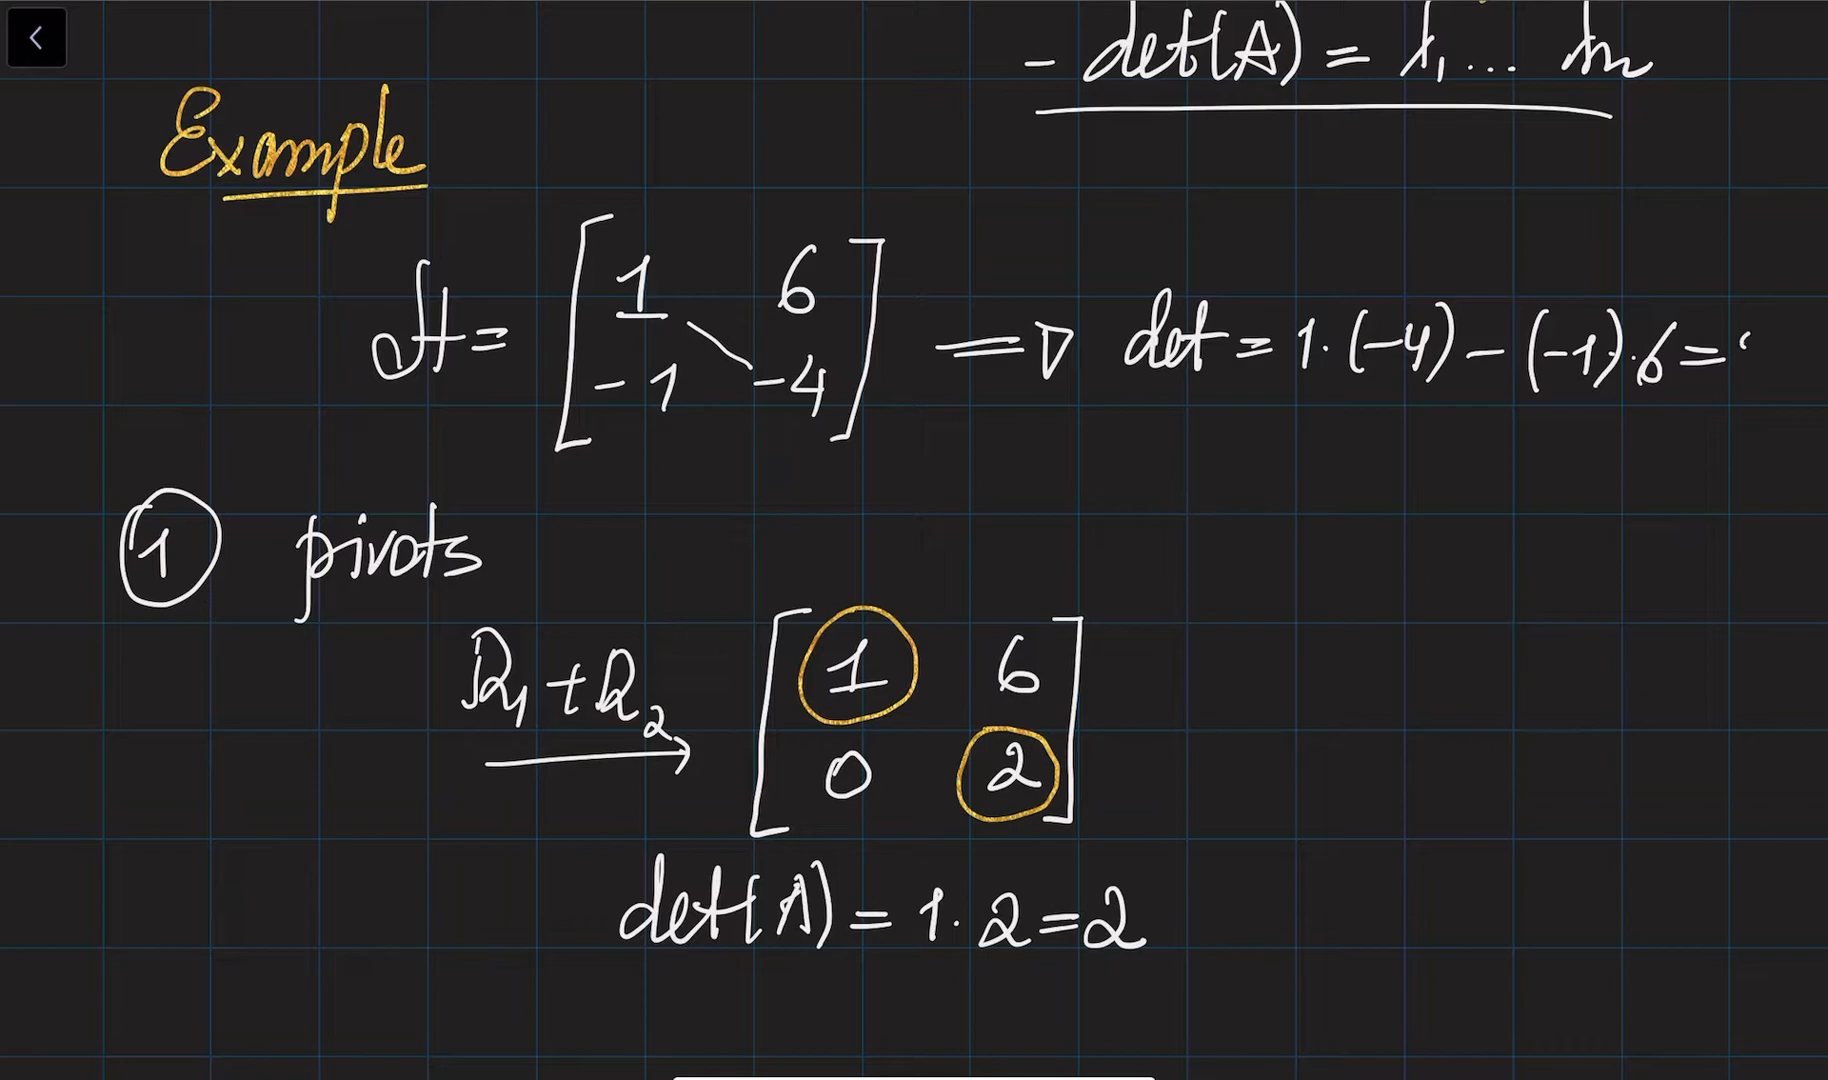 - det(A) = λ₁ ... λₙ
Example
A = [ 1 6
-1 -4 ] => det = 1·(-4) - (-1)·6 =
① pivots
R₁ + R₂ → [ 1 6
0 2 ]
det(A) = 1 · 2 = 2